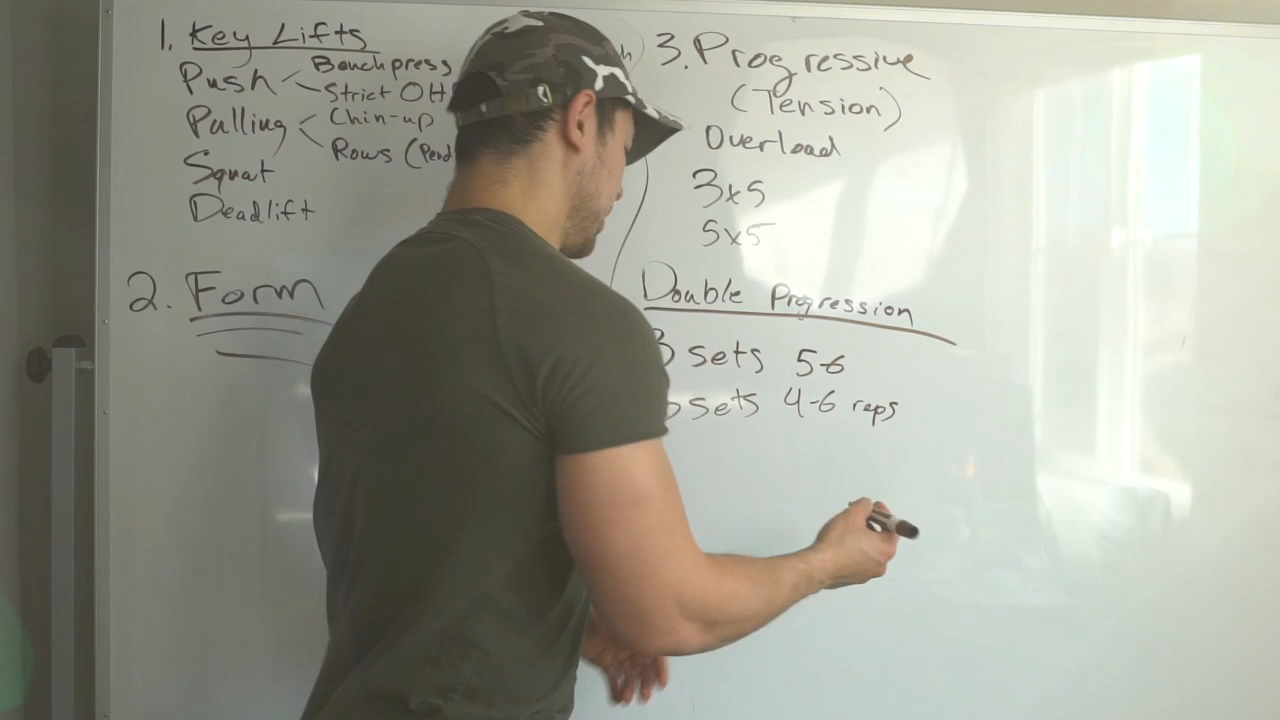 1. Key Lifts
Push Bench press
Strict OH
Pulling Chin-up
Rows (Pend
Squat
Deadlift
2. Form
3. Progressive
(Tension)
Overload
3x5
5x5
Double Progression
3 sets 5-6
sets 4-6 reps